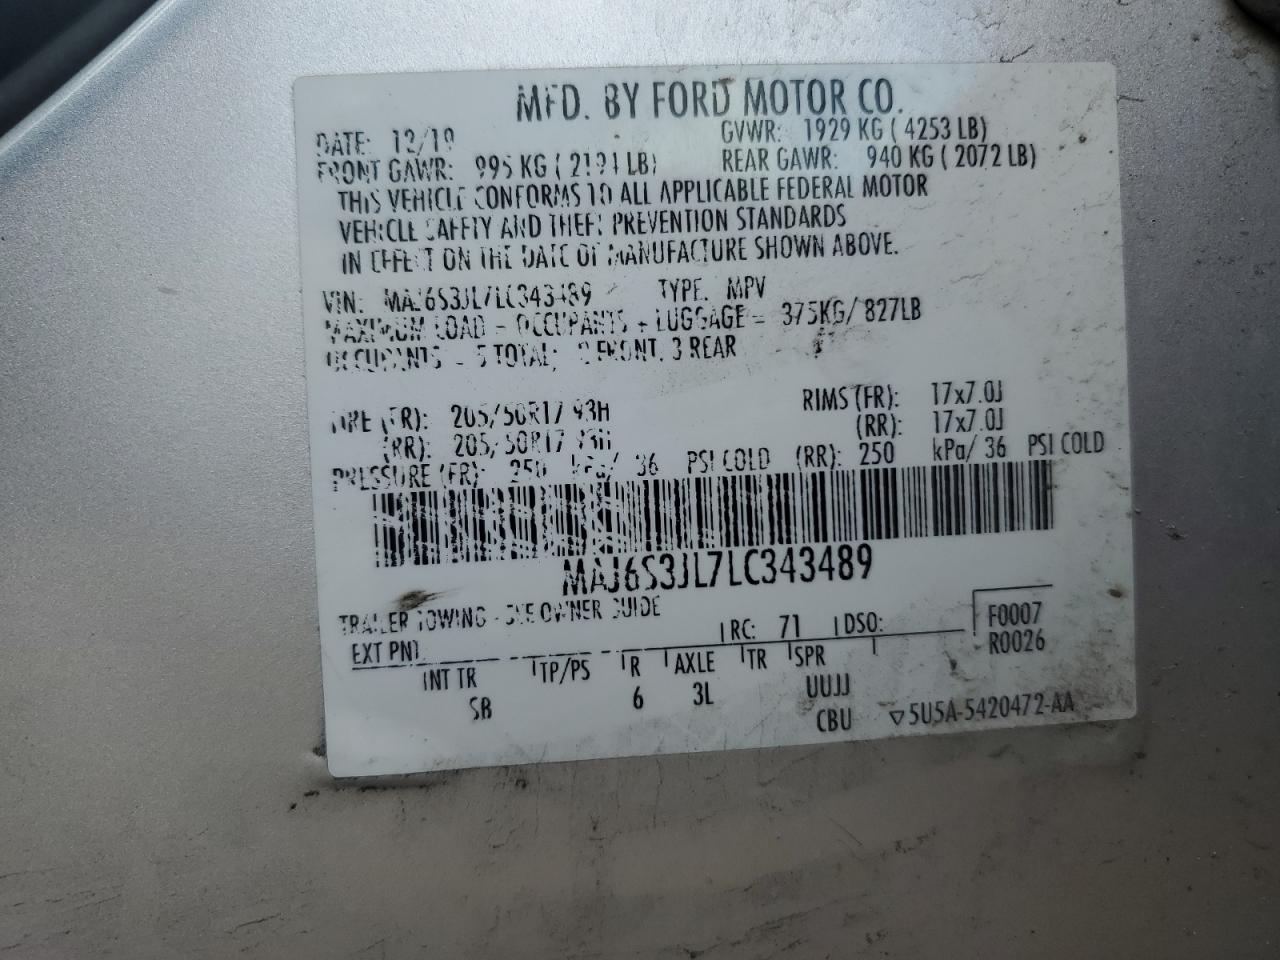 MFD. BY FORD MOTOR CO.
DATE: 12/19 GVWR: 1929 KG ( 4253 LB)
FRONT GAWR: 995 KG ( 2194 LB) REAR GAWR: 940 KG ( 2072 LB)
THIS VEHICLE CONFORMS TO ALL APPLICABLE FEDERAL MOTOR
VEHICLE SAFETY AND THEFT PREVENTION STANDARDS
IN EFFECT ON THE DATE OF MANUFACTURE SHOWN ABOVE.
VIN: MAJ6S3JL7LC343489 TYPE: MPV
MAXIMUM LOAD = OCCUPANTS + LUGGAGE = 375KG/ 827LB
OCCUPANTS = 5 TOTAL; 2 FRONT, 3 REAR
TIRE (FR): 205/50R17 93H RIMS (FR): 17x7.0J
(RR): 205/50R17 93H (RR): 17x7.0J
PRESSURE (FR): 250 kPa/ 36 PSI COLD (RR): 250 kPa/ 36 PSI COLD
MAJ6S3JL7LC343489
TRAILER TOWING - SEE OWNER GUIDE
EXT PNT RC: 71 DSO: F0007
R0026
INT TR TP/PS R AXLE TR SPR
SB 6 3L UUJJ
CBU ▽5U5A-5420472-AA